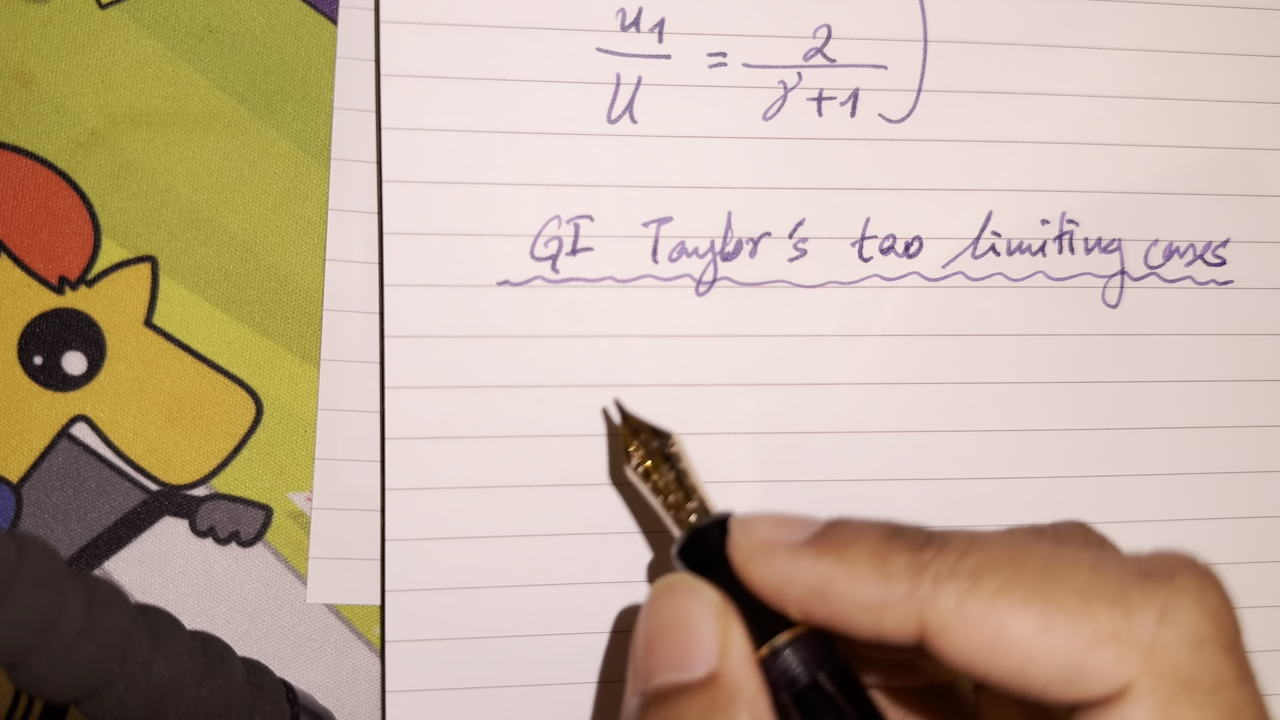 u1/U = 2/(γ+1)
GI Taylor's two limiting cases